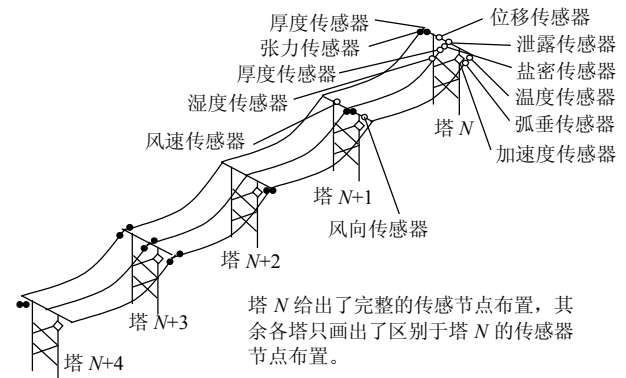 厚度传感器
张力传感器
厚度传感器
湿度传感器
风速传感器
位移传感器
泄露传感器
盐密传感器
温度传感器
弧垂传感器
加速度传感器
塔 N
塔 N+1
风向传感器
塔 N+2
塔 N+3
塔 N+4
塔 N 给出了完整的传感节点布置，其
余各塔只画出了区别于塔 N 的传感器
节点布置。